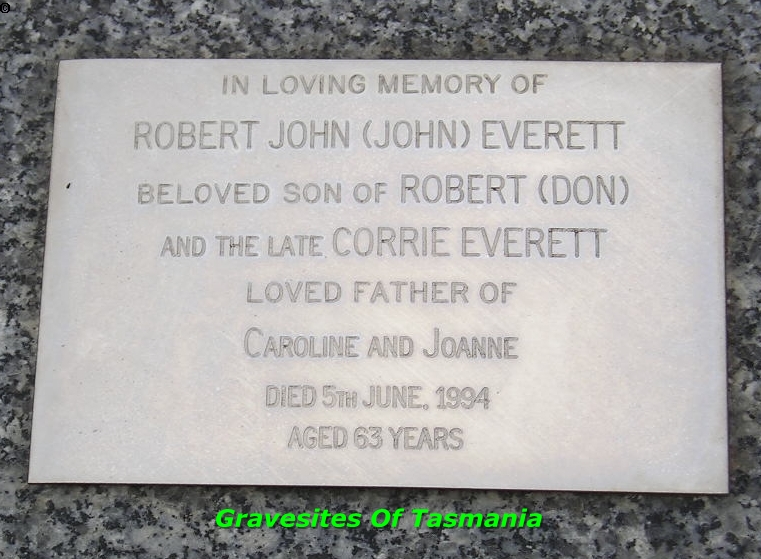 ©
IN LOVING MEMORY OF
ROBERT JOHN (JOHN) EVERETT
BELOVED SON OF ROBERT (DON)
AND THE LATE CORRIE EVERETT
LOVED FATHER OF
CAROLINE AND JOANNE
DIED 5TH JUNE, 1994
AGED 63 YEARS
Gravesites Of Tasmania